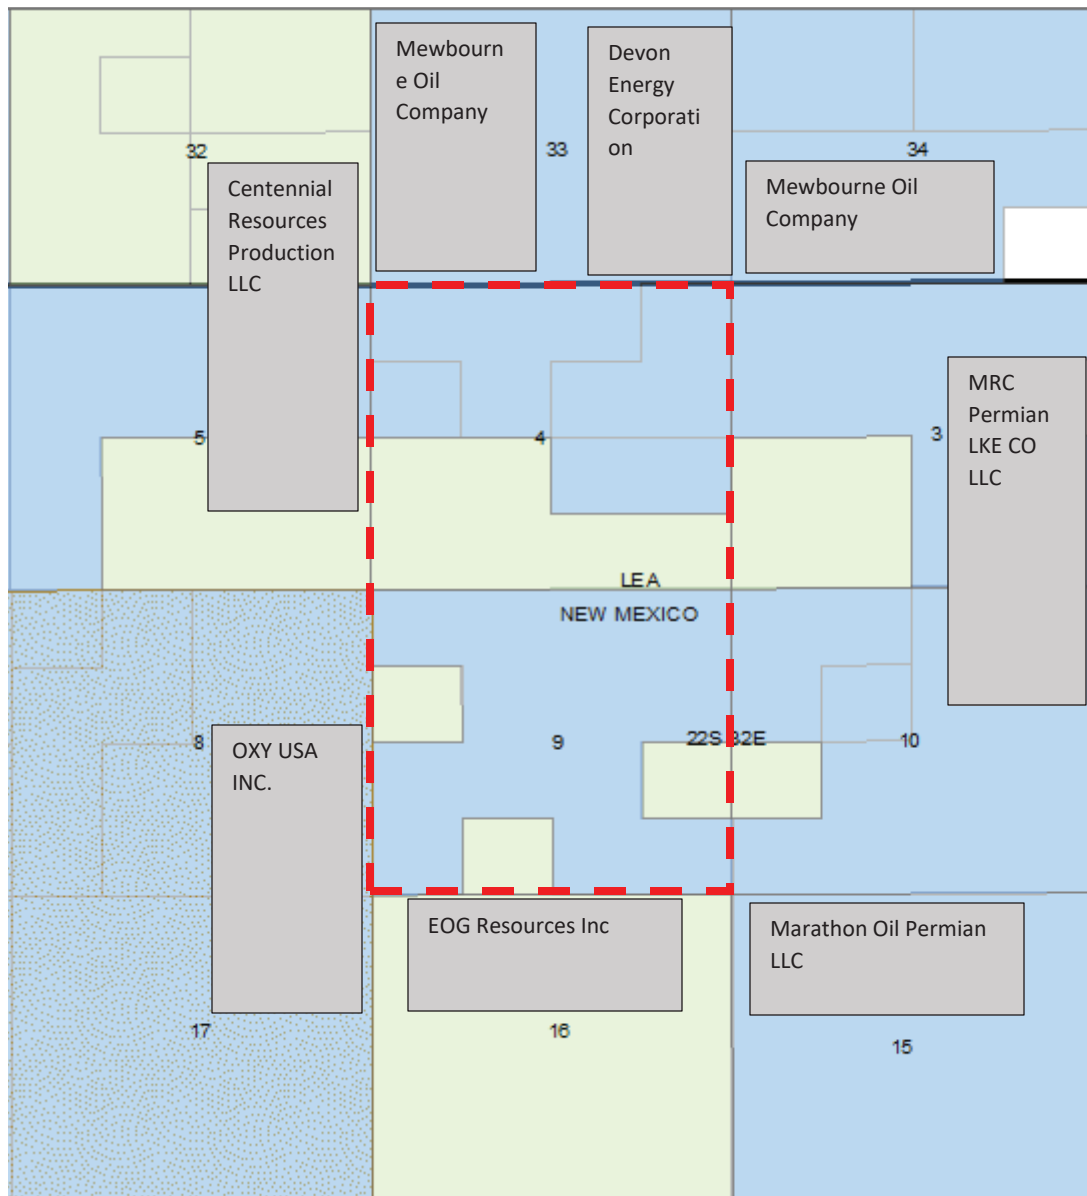 Mewbourn
e Oil
Company
Devon
Energy
Corporati
on
32
33
34
Centennial
Resources
Production
LLC
Mewbourne Oil
Company
MRC
Permian
LKE CO
LLC
5
4
3
LEA
NEW MEXICO
OXY USA
INC.
8
9
22S 32E
10
EOG Resources Inc
Marathon Oil Permian
LLC
17
16
15